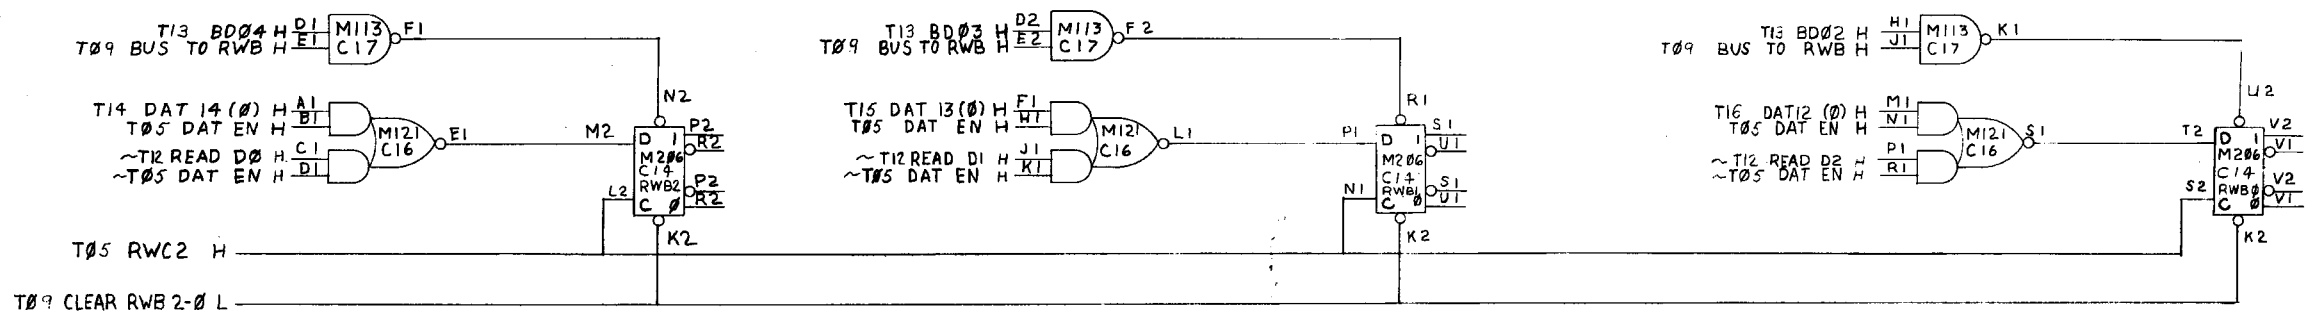 T13 BDØ4 H D1 M113 F1
TØ9 BUS TO RWB H E1 C17
N2
T14 DAT 14(Ø) H A1
TØ5 DAT EN H B1 M121 E1 M2
~T12 READ DØ H C1 C16
~TØ5 DAT EN H D1
D 1 P2
R2
M206
C14
RWB2 P2
L2 C Ø R2
K2
T13 BDØ3 H D2 M113 F2
TØ9 BUS TO RWB H E2 C17
R1
T15 DAT 13(Ø) H F1
TØ5 DAT EN H H1 M121 L1 P1
~T12 READ D1 H J1 C16
~TØ5 DAT EN H K1
D 1 S1
U1
M206
C14
RWB1 S1
N1 C Ø U1
K2
T13 BDØ2 H H1 M113 K1
TØ9 BUS TO RWB H J1 C17
U2
T16 DAT12 (Ø) H M1
TØ5 DAT EN H N1 M121 S1 T2
~T12 READ D2 H P1 C16
~TØ5 DAT EN H R1
D 1 V2
V1
M206
C14
RWBØ V2
S2 C Ø V1
K2
TØ5 RWC2 H
TØ9 CLEAR RWB 2-Ø L